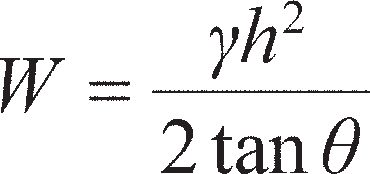 W = γh² / 2 tan θ